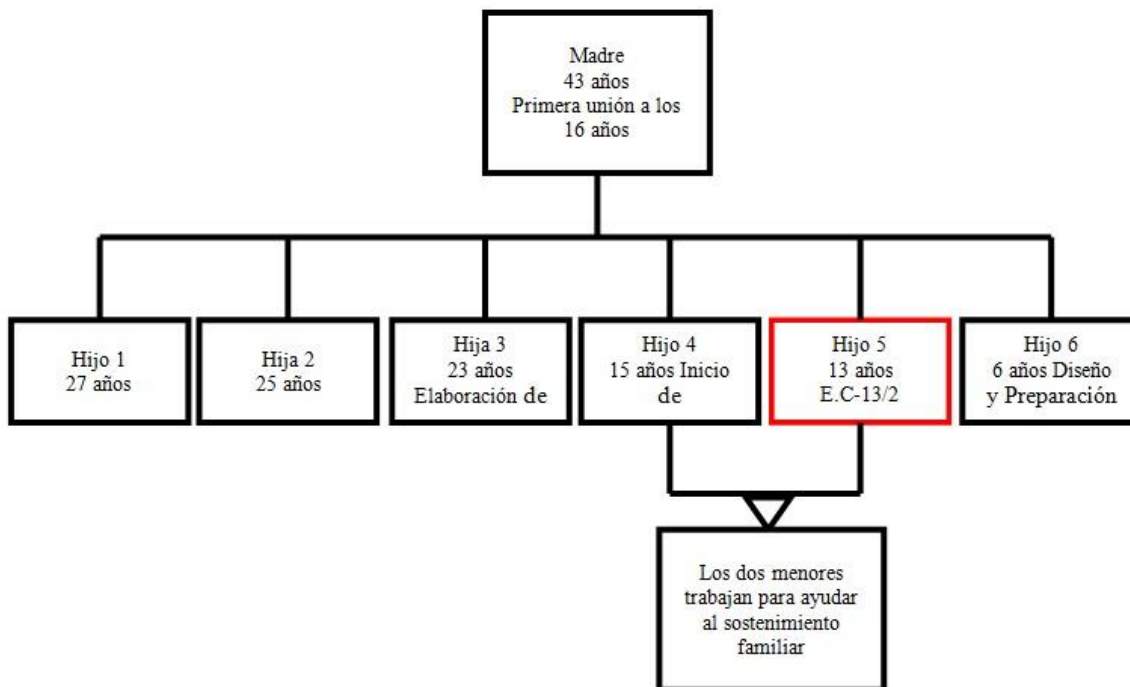 Madre
43 años
Primera unión a los
16 años
Hijo 1
27 años
Hija 2
25 años
Hija 3
23 años
Elaboración de
Hijo 4
15 años Inicio
de
Hijo 5
13 años
E.C-13/2
Hijo 6
6 años Diseño
y Preparación
Los dos menores
trabajan para ayudar
al sostenimiento
familiar